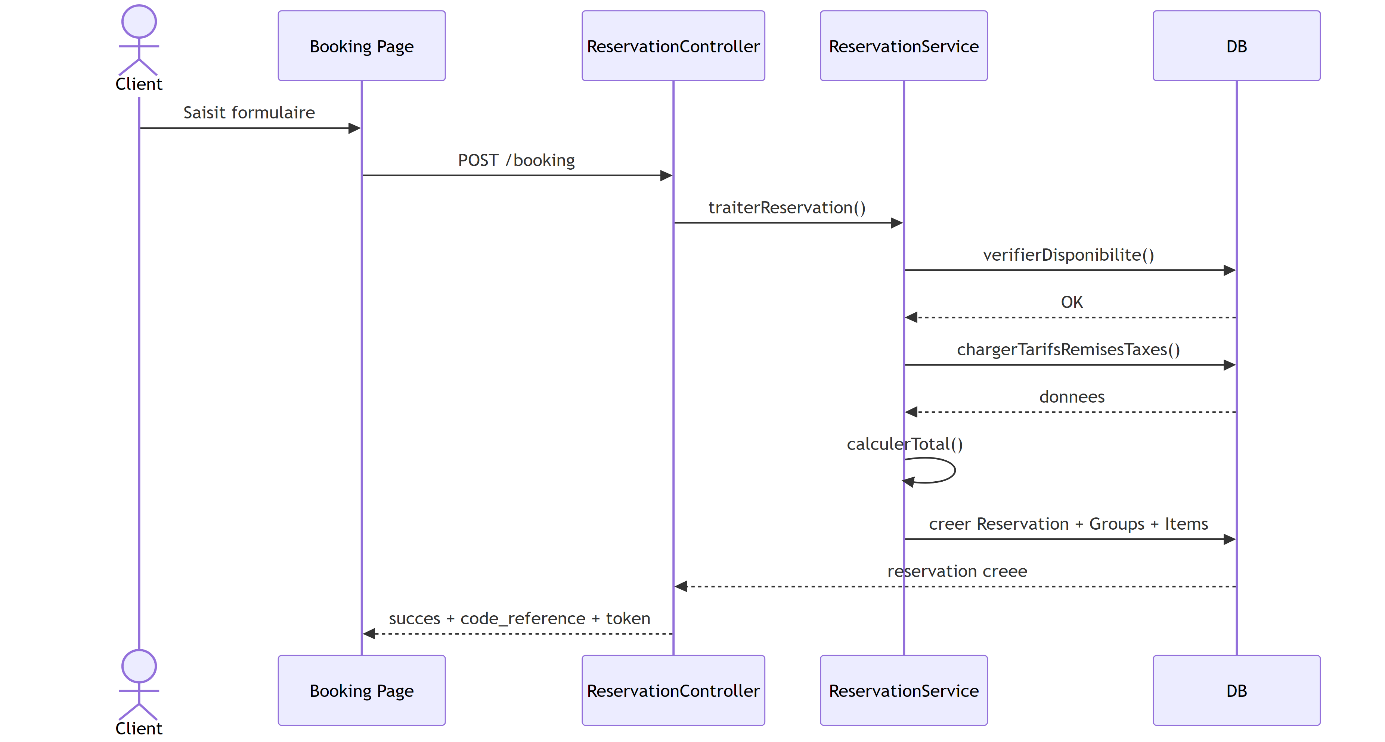 Client
Booking Page
ReservationController
ReservationService
DB
Saisit formulaire
POST /booking
traiterReservation()
verifierDisponibilite()
OK
chargerTarifsRemisesTaxes()
donnees
calculerTotal()
creer Reservation + Groups + Items
reservation creee
succes + code_reference + token
Client
Booking Page
ReservationController
ReservationService
DB